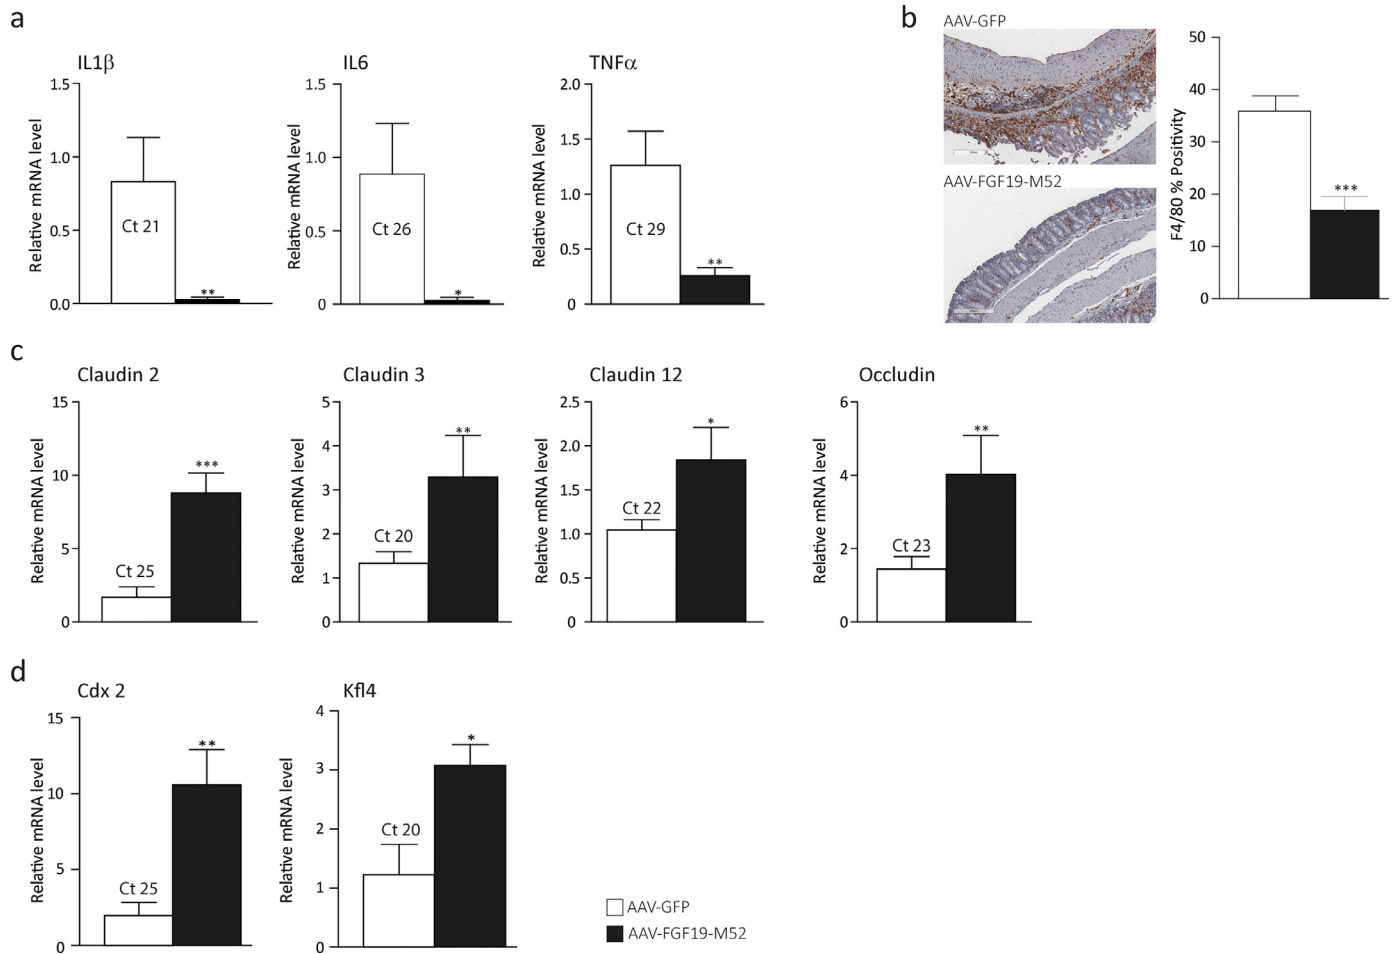 a
IL1β
Relative mRNA level
1.5
1.0
0.5
0.0
Ct 21
**
IL6
Relative mRNA level
1.5
1.0
0.5
0
Ct 26
*
TNFα
Relative mRNA level
2.0
1.5
1.0
0.5
0
Ct 29
**
b
AAV-GFP
AAV-FGF19-M52
F4/80 % Positivity
50
40
30
20
10
0
***
c
Claudin 2
Relative mRNA level
15
10
5
0
Ct 25
***
Claudin 3
Relative mRNA level
5
4
3
2
1
0
Ct 20
**
Claudin 12
Relative mRNA level
2.5
2.0
1.5
1.0
0.5
0
Ct 22
*
Occludin
Relative mRNA level
6
4
2
0
Ct 23
**
d
Cdx 2
Relative mRNA level
15
10
5
0
Ct 25
**
Kfl4
Relative mRNA level
4
3
2
1
0
Ct 20
*
AAV-GFP
AAV-FGF19-M52